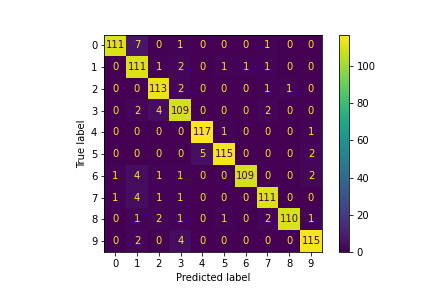 0 111 7 0 1 0 0 0 1 0 0
1 0 111 1 2 0 1 1 1 0 0
2 0 0 113 2 0 0 0 1 1 0
3 0 2 4 109 0 0 0 2 0 0
4 0 0 0 0 117 1 0 0 0 1
5 0 0 0 0 5 115 0 0 0 2
6 1 4 1 1 0 0 109 0 0 2
7 1 4 1 1 0 0 0 111 0 0
8 0 1 2 1 0 1 0 2 110 1
9 0 2 0 4 0 0 0 0 0 115
0 1 2 3 4 5 6 7 8 9
Predicted label
True label
100
80
60
40
20
0